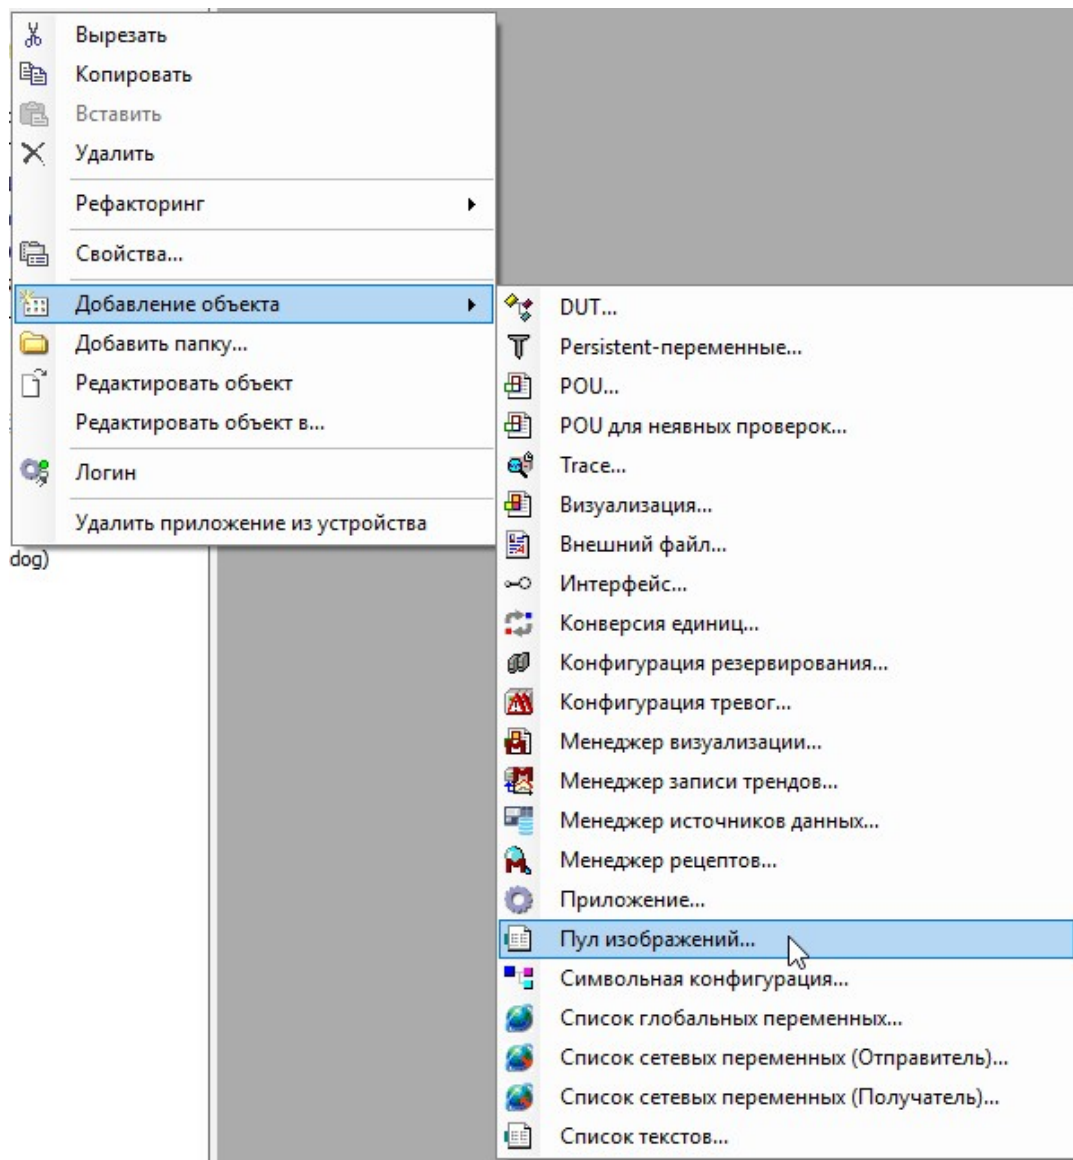 Вырезать
Копировать
Вставить
Удалить
Рефакторинг
Свойства...
Добавление объекта
Добавить папку...
Редактировать объект
Редактировать объект в...
Логин
Удалить приложение из устройства
dog)
DUT...
Persistent-переменные...
POU...
POU для неявных проверок...
Trace...
Визуализация...
Внешний файл...
Интерфейс...
Конверсия единиц...
Конфигурация резервирования...
Конфигурация тревог...
Менеджер визуализации...
Менеджер записи трендов...
Менеджер источников данных...
Менеджер рецептов...
Приложение...
Пул изображений...
Символьная конфигурация...
Список глобальных переменных...
Список сетевых переменных (Отправитель)...
Список сетевых переменных (Получатель)...
Список текстов...